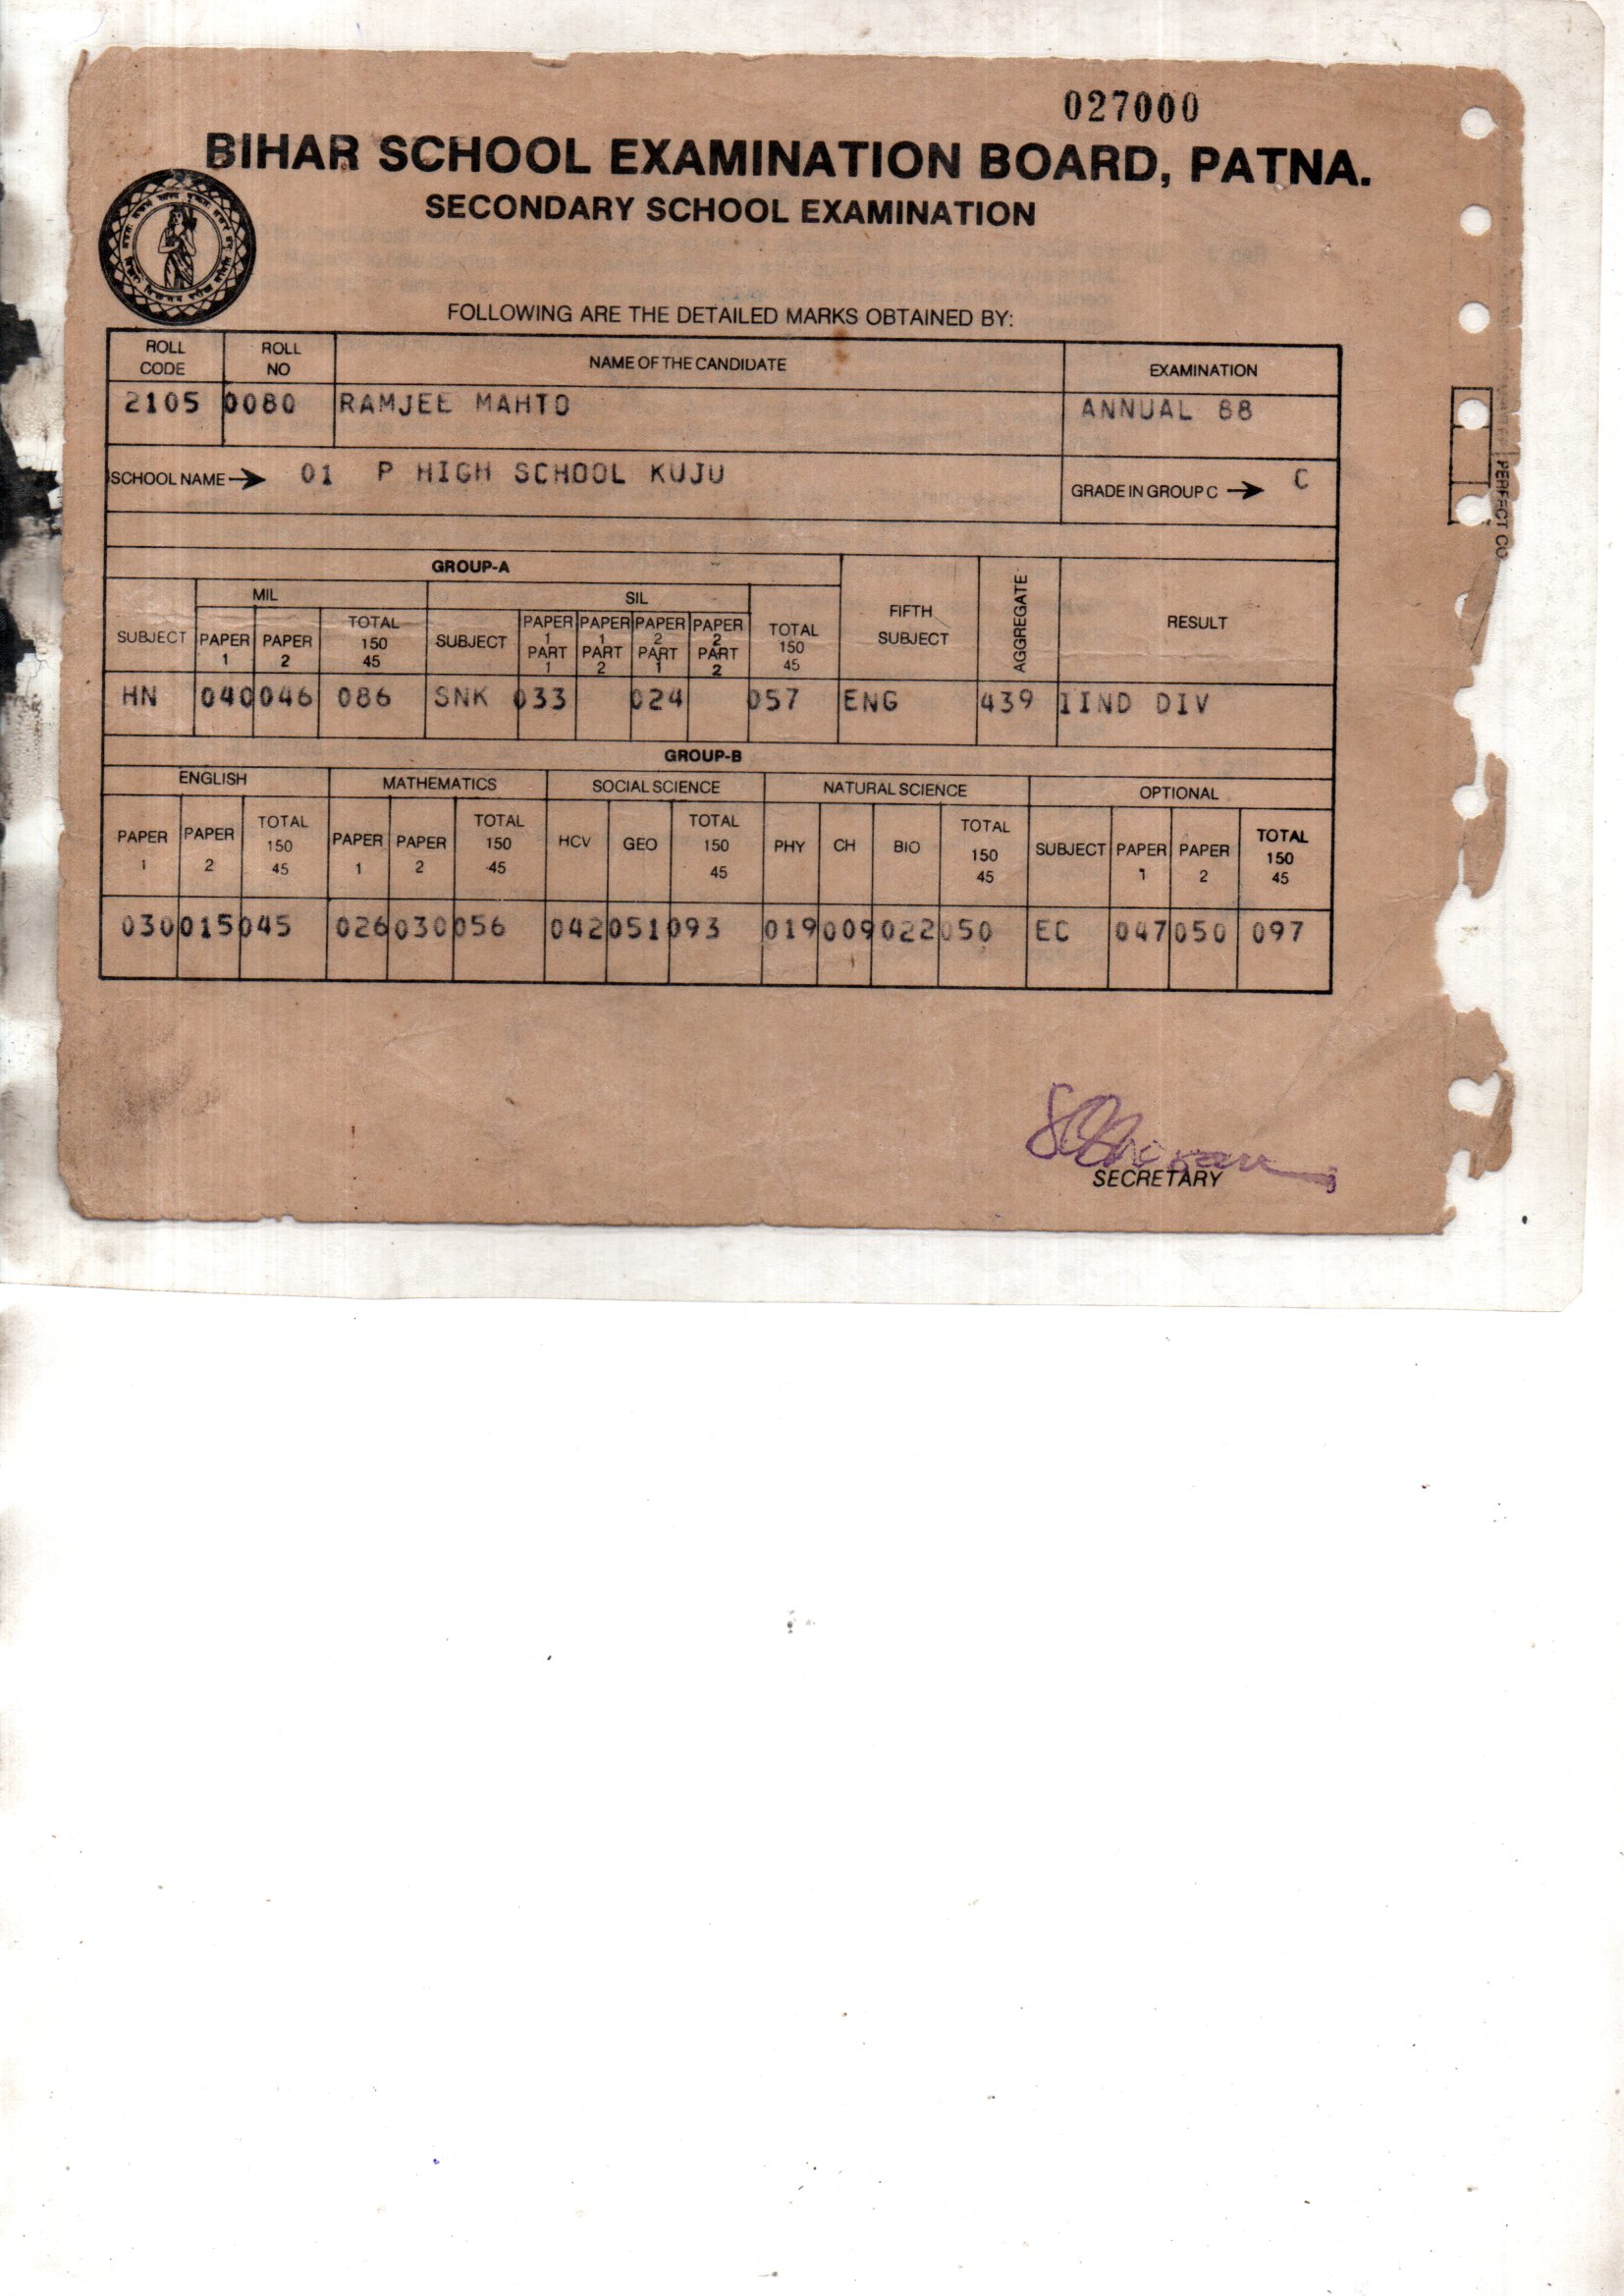 027000
BIHAR SCHOOL EXAMINATION BOARD, PATNA.
SECONDARY SCHOOL EXAMINATION
FOLLOWING ARE THE DETAILED MARKS OBTAINED BY:
ROLL CODE ROLL NO NAME OF THE CANDIDATE EXAMINATION
2105 0080 RAMJEE MAHTO ANNUAL 88
SCHOOL NAME → 01 P HIGH SCHOOL KUJU GRADE IN GROUP C → C
GROUP-A
MIL SIL
SUBJECT PAPER 1 PAPER 2 TOTAL 150 45 SUBJECT PAPER 1 PART 1 PAPER 1 PART 2 PAPER 2 PART 1 PAPER 2 PART 2 TOTAL 150 45 FIFTH SUBJECT AGGREGATE RESULT
HN 040 046 086 SNK 033 024 057 ENG 439 IIND DIV
GROUP-B
ENGLISH MATHEMATICS SOCIAL SCIENCE NATURAL SCIENCE OPTIONAL
PAPER 1 PAPER 2 TOTAL 150 45 PAPER 1 PAPER 2 TOTAL 150 45 HCV GEO TOTAL 150 45 PHY CH BIO TOTAL 150 45 SUBJECT PAPER 1 PAPER 2 TOTAL 150 45
030 015 045 026 030 056 042 051 093 019 009 022 050 EC 047 050 097
SECRETARY
PERFECT CO